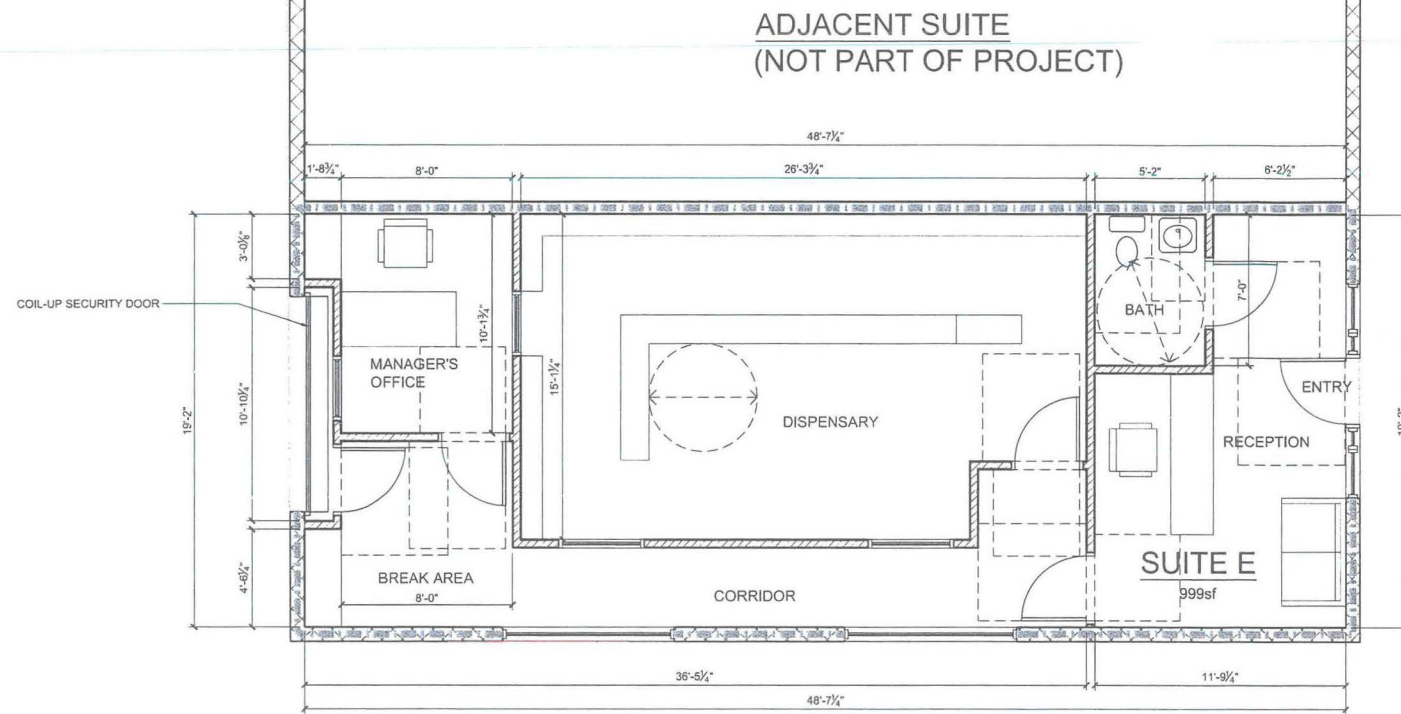 ADJACENT SUITE
(NOT PART OF PROJECT)
48'-7¼"
1'-8¾"
8'-0"
26'-3¾"
5'-2"
6'-2½"
3'-0⅛"
COIL-UP SECURITY DOOR
10'-1¾"
7'-0"
BATH
MANAGER'S
OFFICE
15'-1¼"
ENTRY
10'-10¼"
19'-2"
DISPENSARY
RECEPTION
4'-6¼"
SUITE E
BREAK AREA
999sf
8'-0"
CORRIDOR
36'-5¼"
11'-9¼"
48'-7¼"